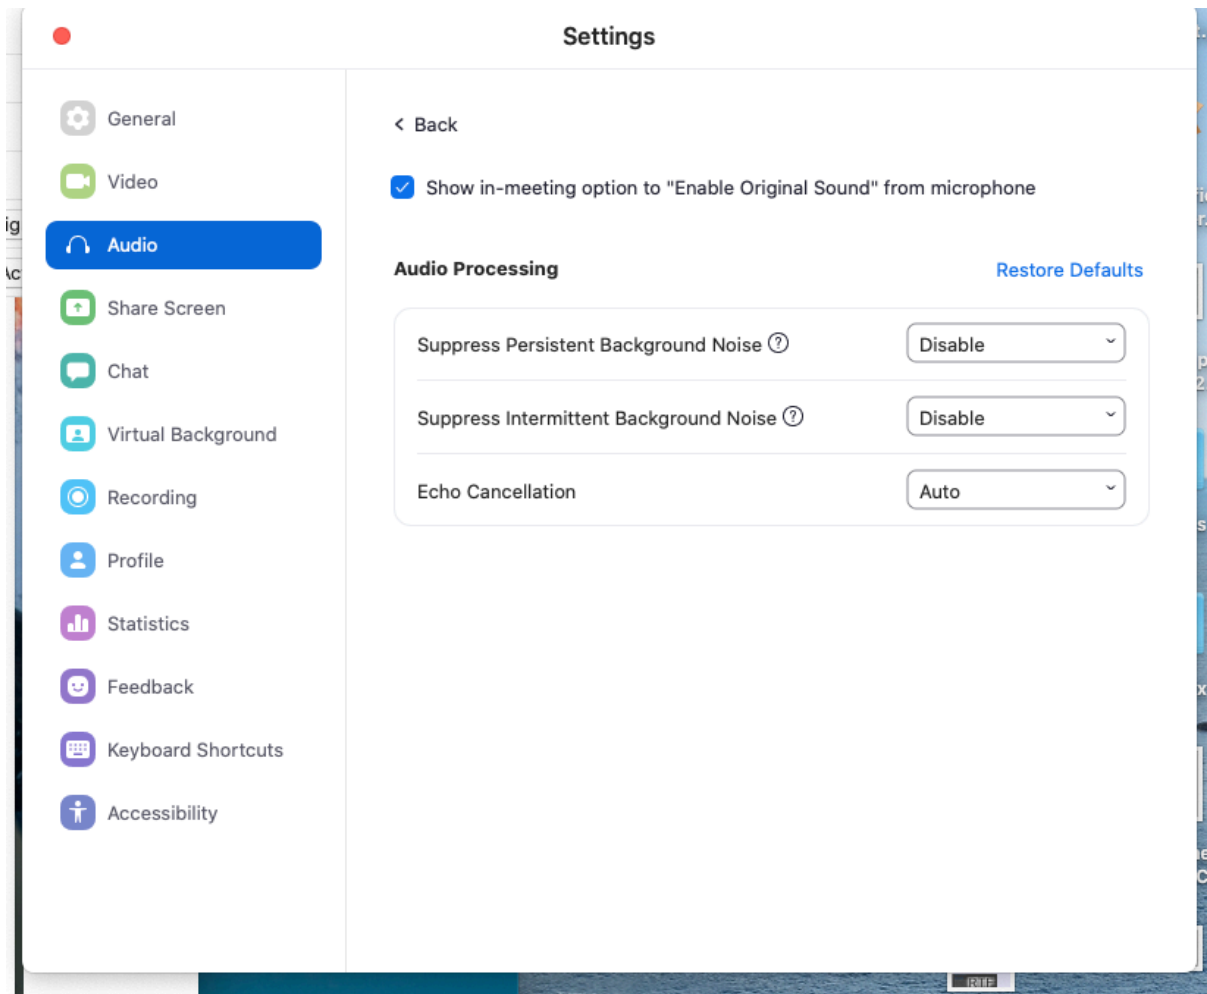 Settings
General
Video
Audio
Share Screen
Chat
Virtual Background
Recording
Profile
Statistics
Feedback
Keyboard Shortcuts
Accessibility
< Back
Show in-meeting option to "Enable Original Sound" from microphone
Audio Processing
Restore Defaults
Suppress Persistent Background Noise ?
Disable
Suppress Intermittent Background Noise ?
Disable
Echo Cancellation
Auto
RTF